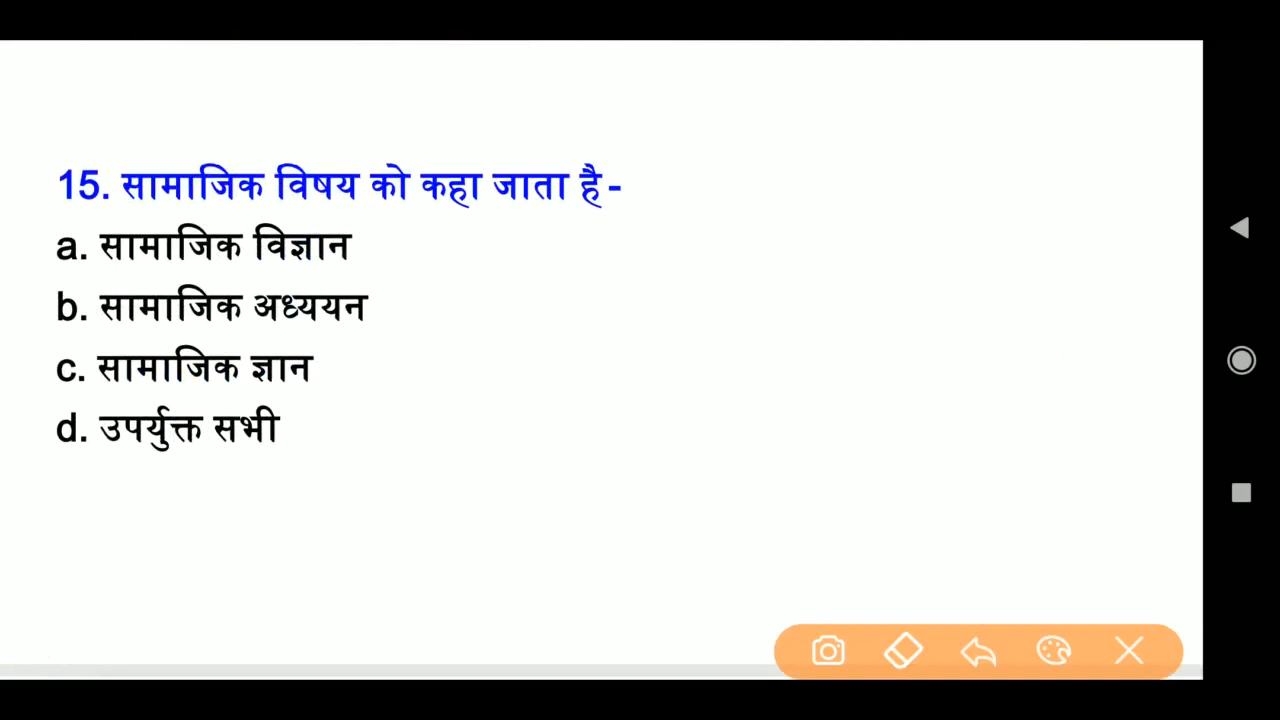 15. सामाजिक विषय को कहा जाता है-
a. सामाजिक विज्ञान
b. सामाजिक अध्ययन
c. सामाजिक ज्ञान
d. उपर्युक्त सभी